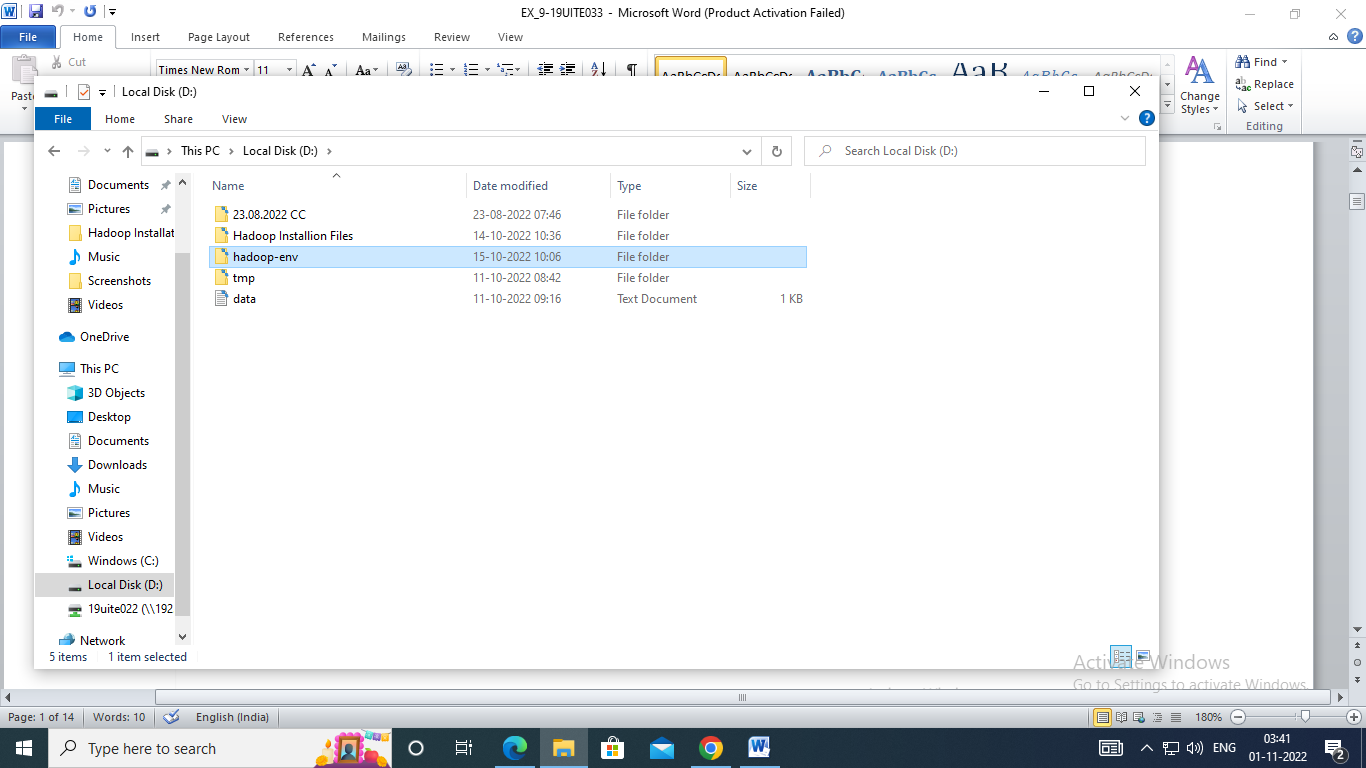 EX_9-19UITE033 - Microsoft Word (Product Activation Failed)
File Home Insert Page Layout References Mailings Review View
Cut
Times New Rom 11
Aa
Paste
Change Styles
Find
Replace
Select
Editing
Local Disk (D:)
File Home Share View
This PC > Local Disk (D:) >
Search Local Disk (D:)
Name Date modified Type Size
23.08.2022 CC 23-08-2022 07:46 File folder
Hadoop Installion Files 14-10-2022 10:36 File folder
hadoop-env 15-10-2022 10:06 File folder
tmp 11-10-2022 08:42 File folder
data 11-10-2022 09:16 Text Document 1 KB
Documents
Pictures
Hadoop Installat
Music
Screenshots
Videos
OneDrive
This PC
3D Objects
Desktop
Documents
Downloads
Music
Pictures
Videos
Windows (C:)
Local Disk (D:)
19uite022 (\\192
Network
5 items 1 item selected
Activate Windows
Go to Settings to activate Windows.
Page: 1 of 14 Words: 10 English (India) 180%
Type here to search
ENG
03:41
01-11-2022
2